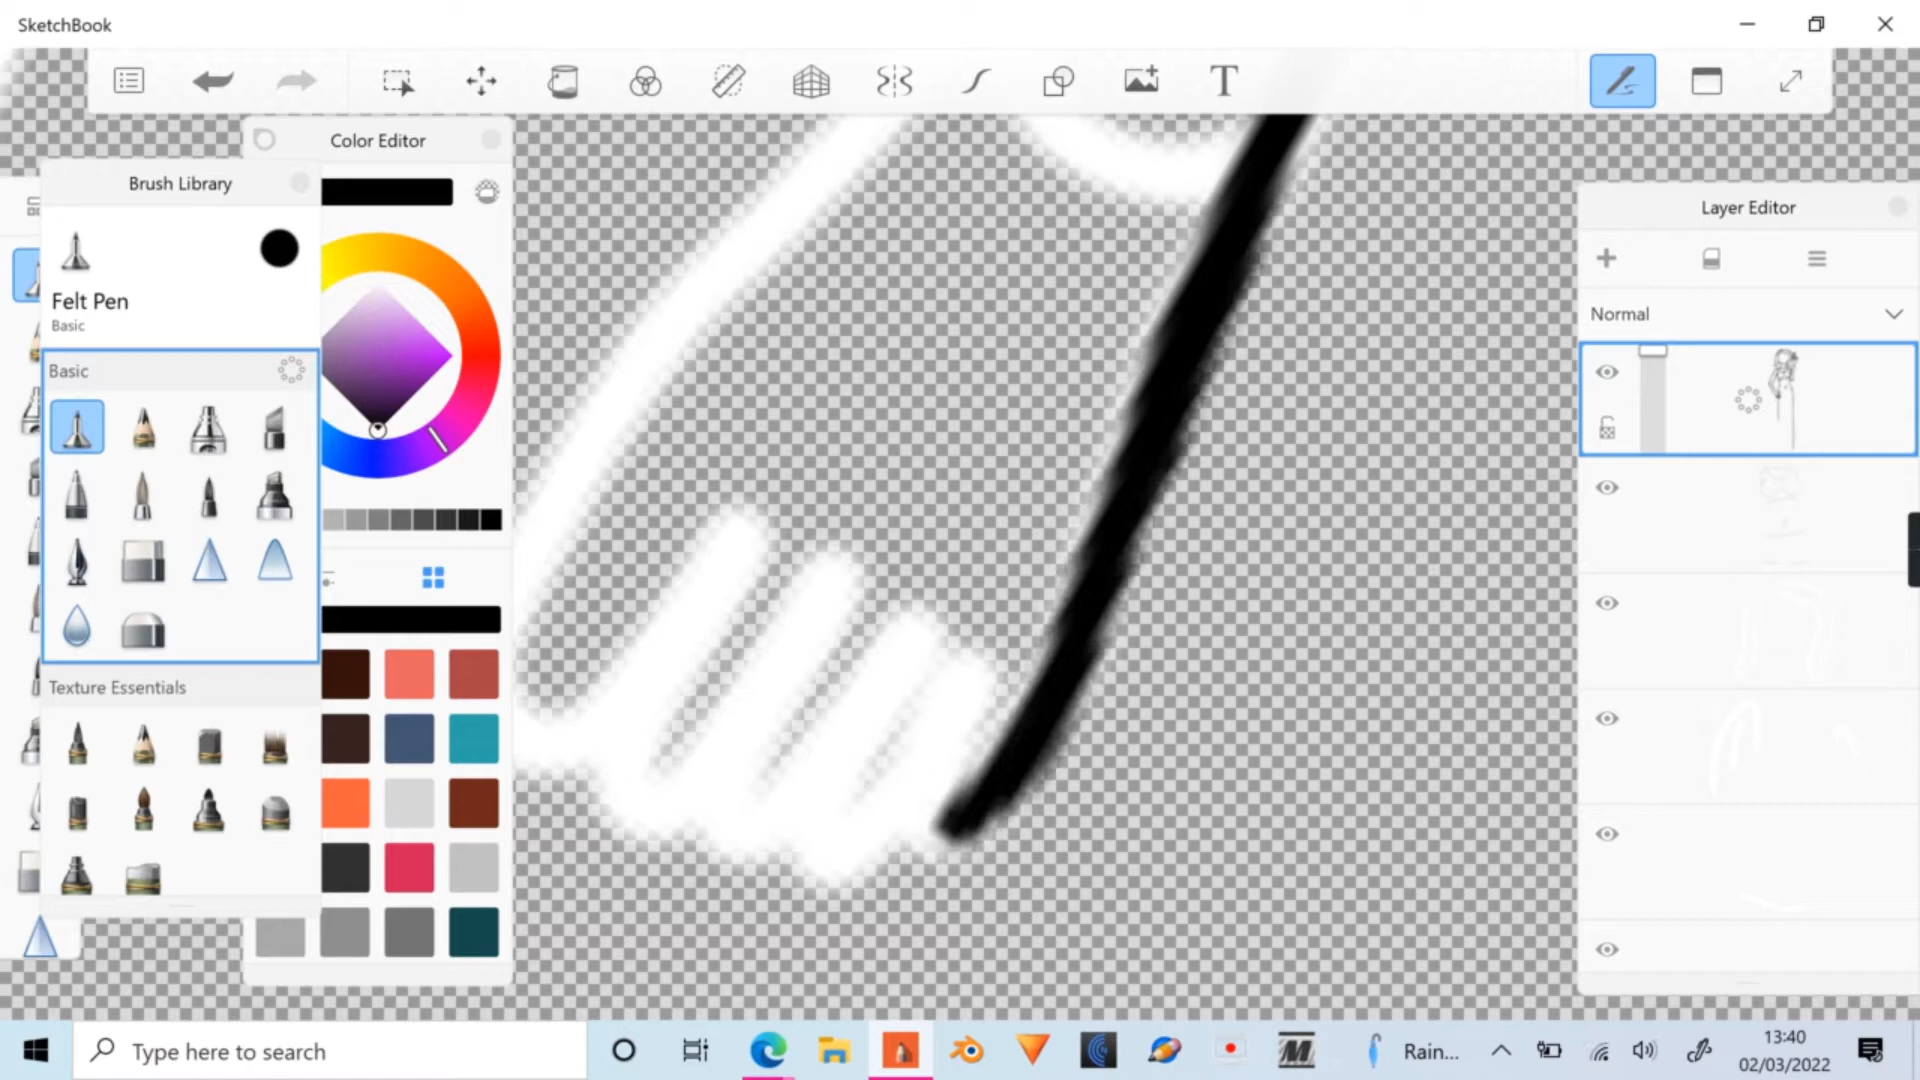 SketchBook
Color Editor
Brush Library
Felt Pen
Basic
Basic
Texture Essentials
Layer Editor
Normal
Type here to search
Rain...
13:40
02/03/2022